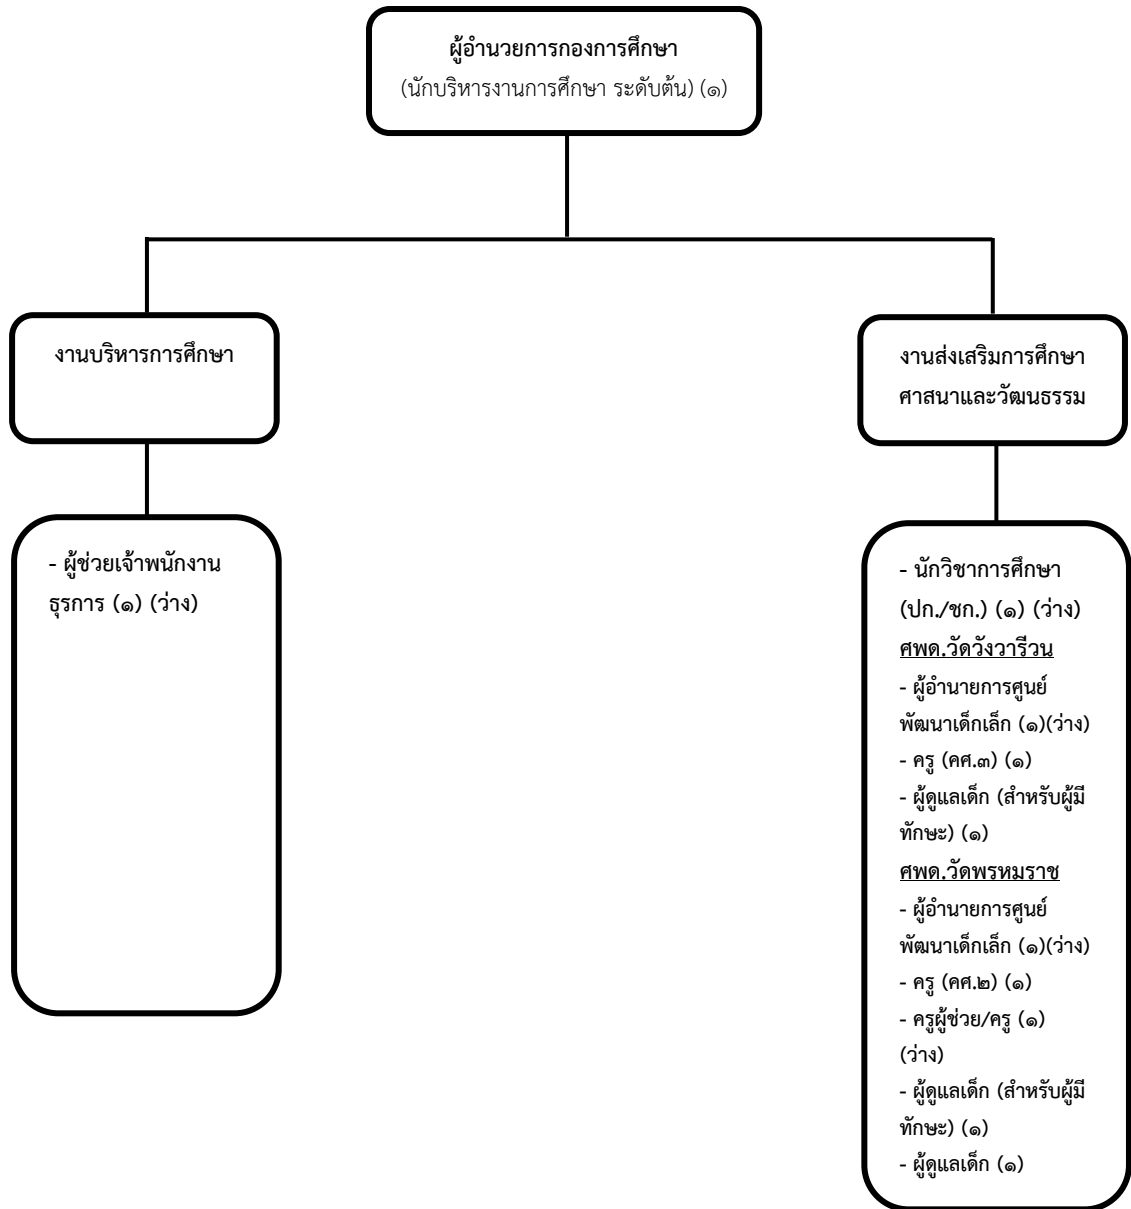 ผู้อำนวยการกองการศึกษา
(นักบริหารงานการศึกษา ระดับต้น) (๑)
งานบริหารการศึกษา
งานส่งเสริมการศึกษา
ศาสนาและวัฒนธรรม
- ผู้ช่วยเจ้าพนักงาน
ธุรการ (๑) (ว่าง)
- นักวิชาการศึกษา
(ปก./ชก.) (๑) (ว่าง)
ศพด.วัดวังวารีวน
- ผู้อำนายการศูนย์
พัฒนาเด็กเล็ก (๑)(ว่าง)
- ครู (คศ.๓) (๑)
- ผู้ดูแลเด็ก (สำหรับผู้มี
ทักษะ) (๑)
ศพด.วัดพรหมราช
- ผู้อำนายการศูนย์
พัฒนาเด็กเล็ก (๑)(ว่าง)
- ครู (คศ.๒) (๑)
- ครูผู้ช่วย/ครู (๑)
(ว่าง)
- ผู้ดูแลเด็ก (สำหรับผู้มี
ทักษะ) (๑)
- ผู้ดูแลเด็ก (๑)